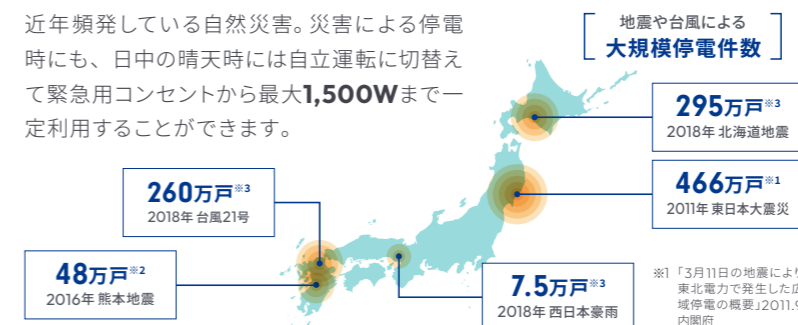 近年頻発している自然災害。災害による停電
時にも、日中の晴天時には自立運転に切替え
て緊急用コンセントから最大1,500Wまで一
定利用することができます。
地震や台風による
大規模停電件数
295万戸※3
2018年 北海道地震
466万戸※1
2011年 東日本大震災
260万戸※3
2018年 台風21号
48万戸※2
2016年 熊本地震
7.5万戸※3
2018年 西日本豪雨
※1「3月11日の地震により
東北電力で発生した広
域停電の概要」2011.9
内閣府